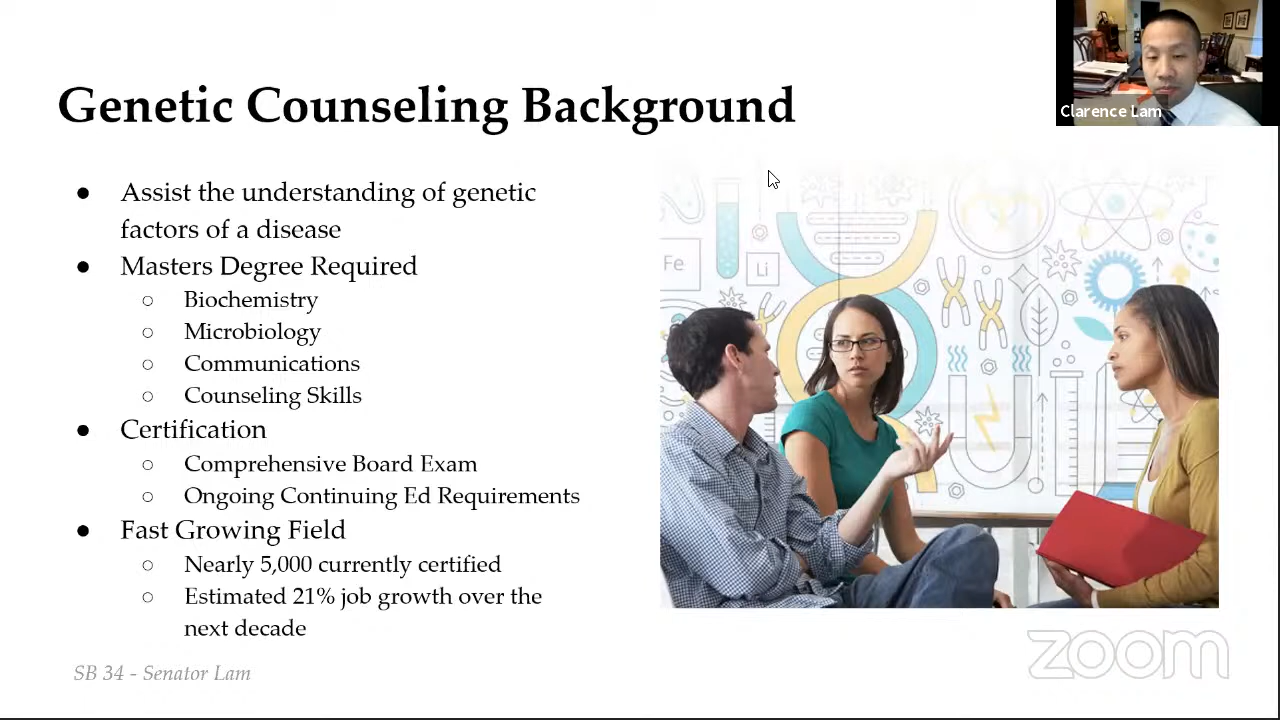 Genetic Counseling Background
Clarence Lam
● Assist the understanding of genetic
factors of a disease
● Masters Degree Required
○ Biochemistry
○ Microbiology
○ Communications
○ Counseling Skills
● Certification
○ Comprehensive Board Exam
○ Ongoing Continuing Ed Requirements
● Fast Growing Field
○ Nearly 5,000 currently certified
○ Estimated 21% job growth over the
next decade
Fe
Li
SB 34 - Senator Lam
zoom